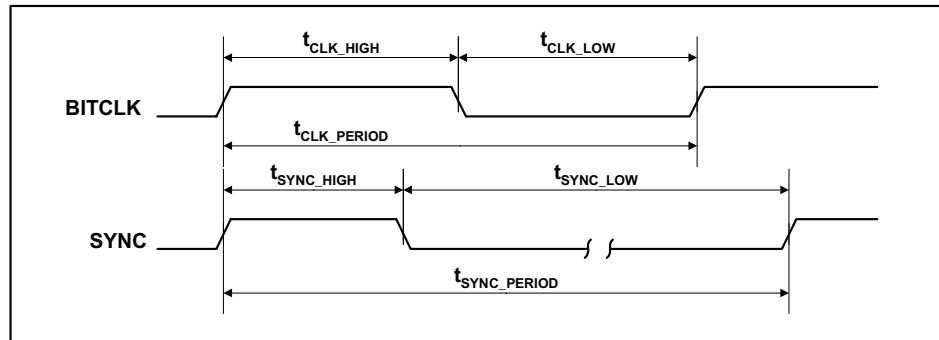 tCLK_HIGH tCLK_LOW
BITCLK
tCLK_PERIOD
tSYNC_HIGH tSYNC_LOW
SYNC
tSYNC_PERIOD